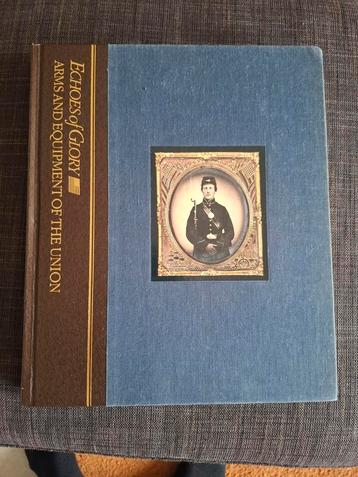 ECHOES of GLORY
ARMS AND EQUIPMENT OF THE UNION